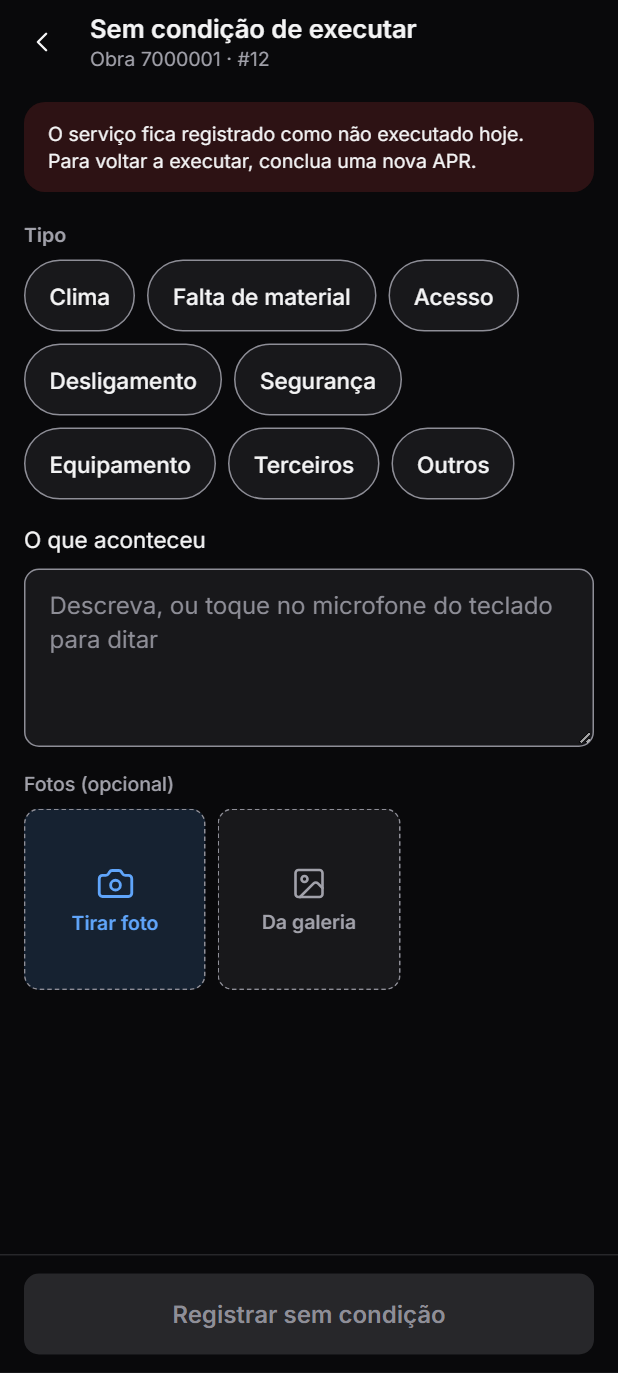 Sem condição de executar
Obra 7000001 · #12
O serviço fica registrado como não executado hoje.
Para voltar a executar, conclua uma nova APR.
Tipo
Clima
Falta de material
Acesso
Desligamento
Segurança
Equipamento
Terceiros
Outros
O que aconteceu
Descreva, ou toque no microfone do teclado
para ditar
Fotos (opcional)
Tirar foto
Da galeria
Registrar sem condição